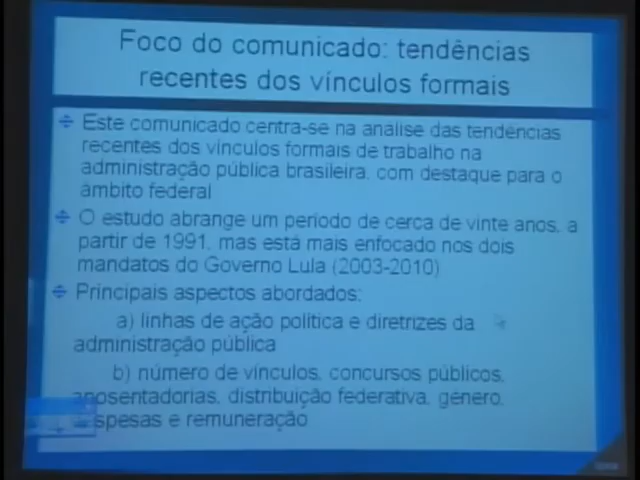 Foco do comunicado: tendências
recentes dos vínculos formais
Este comunicado centra-se na análise das tendências
recentes dos vínculos formais de trabalho na
administração pública brasileira, com destaque para o
âmbito federal
O estudo abrange um período de cerca de vinte anos, a
partir de 1991, mas está mais enfocado nos dois
mandatos do Governo Lula (2003-2010)
Principais aspectos abordados:
a) linhas de ação política e diretrizes da
administração pública
b) número de vínculos, concursos públicos,
aposentadorias, distribuição federativa, gênero,
despesas e remuneração